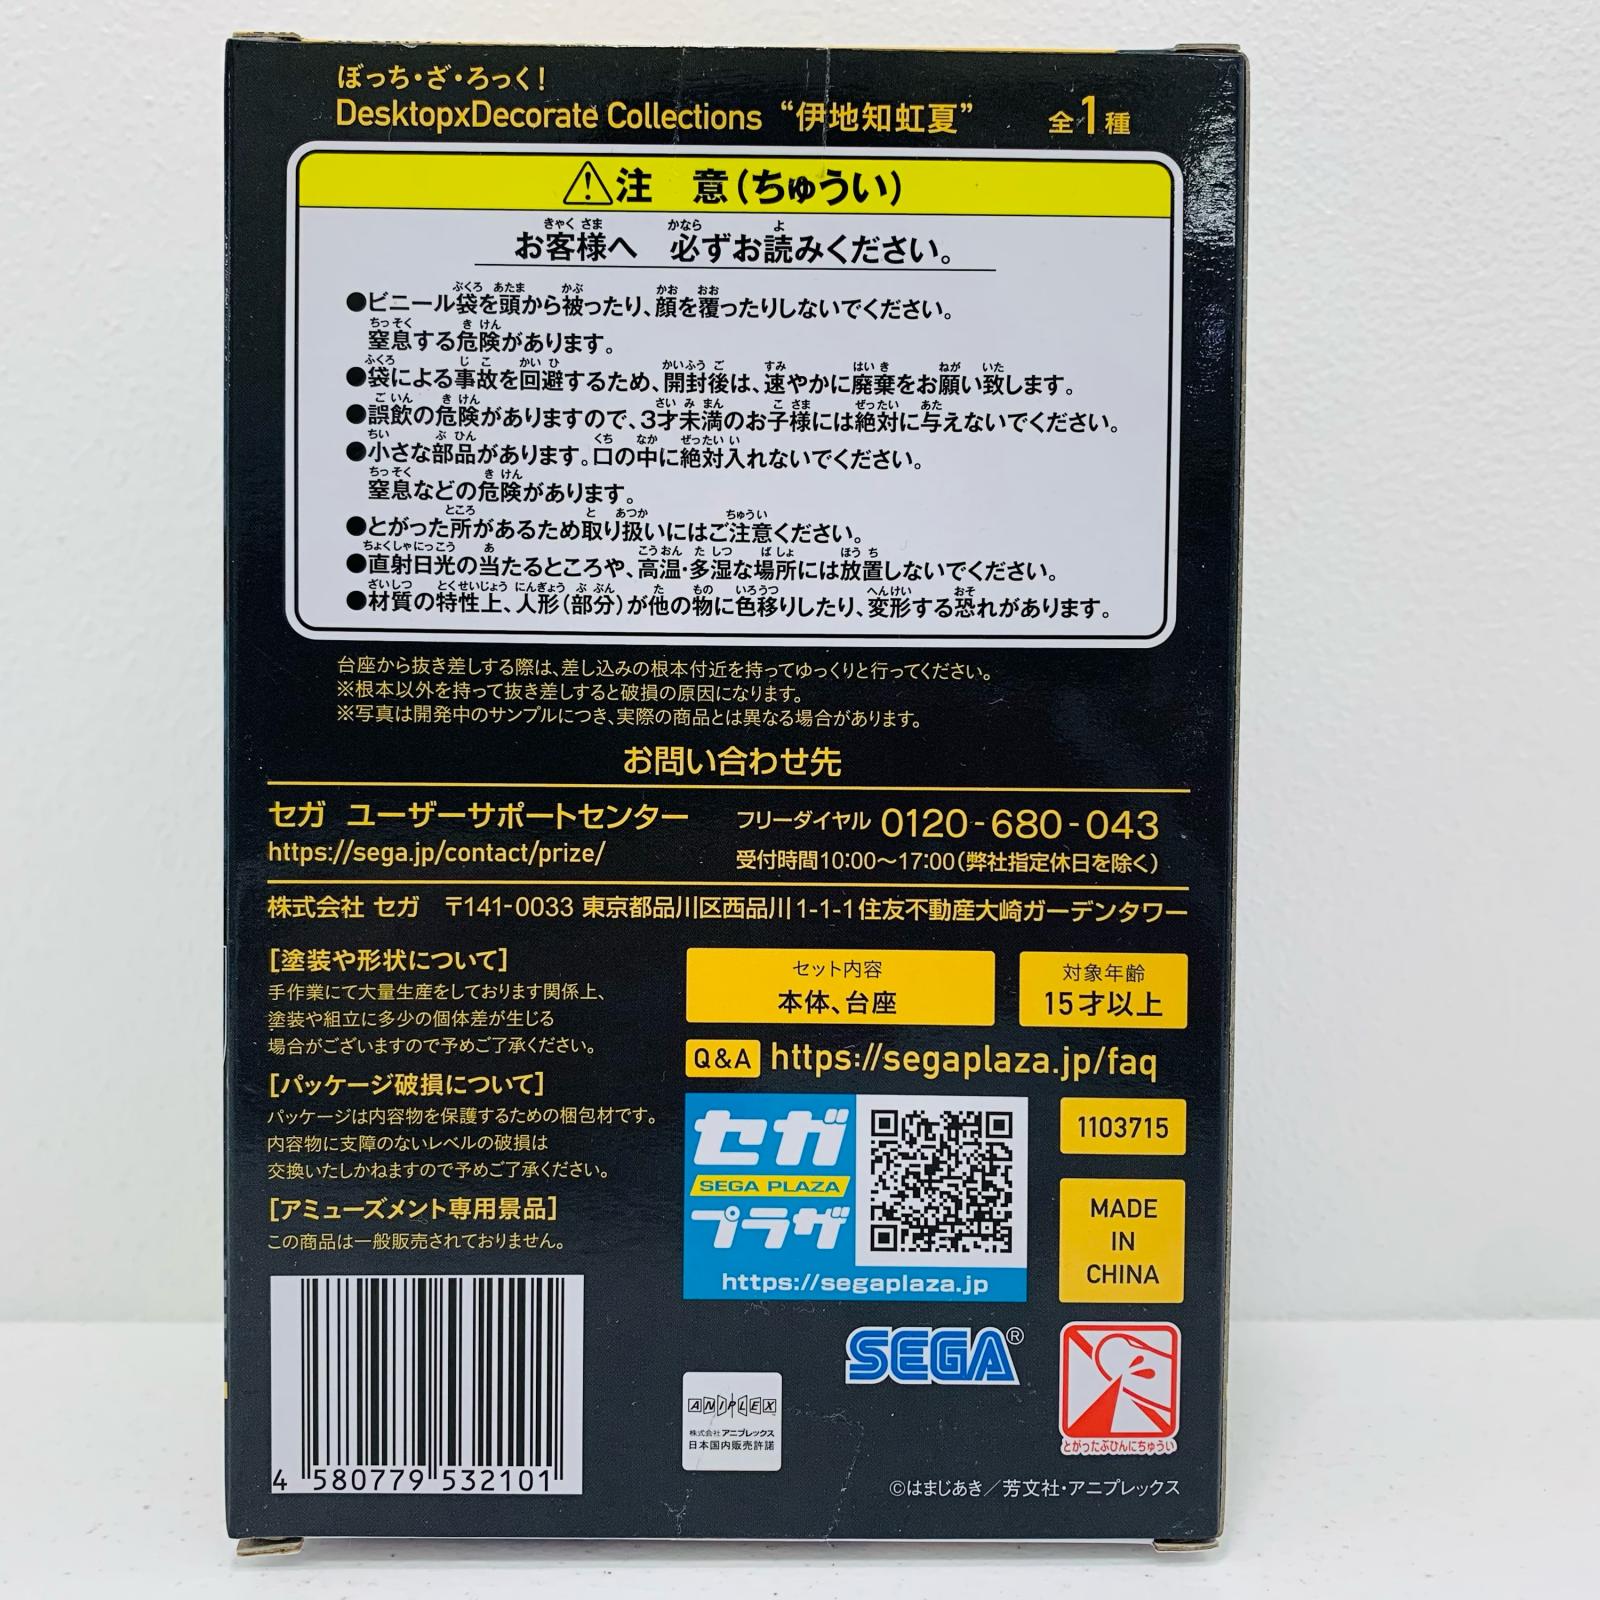 ぼっち・ざ・ろっく!
DesktopxDecorate Collections “伊地知虹夏” 全1種
注 意(ちゅうい)
お客様へ 必ずお読みください。
●ビニール袋を頭から被ったり、顔を覆ったりしないでください。
窒息する危険があります。
●袋による事故を回避するため、開封後は、速やかに廃棄をお願い致します。
●誤飲の危険がありますので、3才未満のお子様には絶対に与えないでください。
●小さな部品があります。口の中に絶対入れないでください。
窒息などの危険があります。
●とがった所があるため取り扱いにはご注意ください。
●直射日光の当たるところや、高温・多湿な場所には放置しないでください。
●材質の特性上、人形(部分)が他の物に色移りしたり、変形する恐れがあります。
台座から抜き差しする際は、差し込みの根本付近を持ってゆっくりと行ってください。
※根本以外を持って抜き差しすると破損の原因になります。
※写真は開発中のサンプルにつき、実際の商品とは異なる場合があります。
お問い合わせ先
セガ ユーザーサポートセンター フリーダイヤル 0120-680-043
https://sega.jp/contact/prize/ 受付時間10:00～17:00(弊社指定休日を除く)
株式会社 セガ 〒141-0033 東京都品川区西品川1-1-1住友不動産大崎ガーデンタワー
[塗装や形状について]
手作業にて大量生産をしております関係上、
塗装や組立に多少の個体差が生じる
場合がございますので予めご了承ください。
[パッケージ破損について]
パッケージは内容物を保護するための梱包材です。
内容物に支障のないレベルの破損は
交換いたしかねますので予めご了承ください。
[アミューズメント専用景品]
この商品は一般販売されておりません。
セット内容
本体、台座
対象年齢
15才以上
Q&A https://segaplaza.jp/faq
セガ
SEGA PLAZA
プラザ
https://segaplaza.jp
1103715
MADE
IN
CHINA
SEGA®
ANIPLEX
株式会社アニプレックス
日本国内販売許諾
とがったぶひんにちゅうい
4 580779 532101
©はまじあき／芳文社・アニプレックス